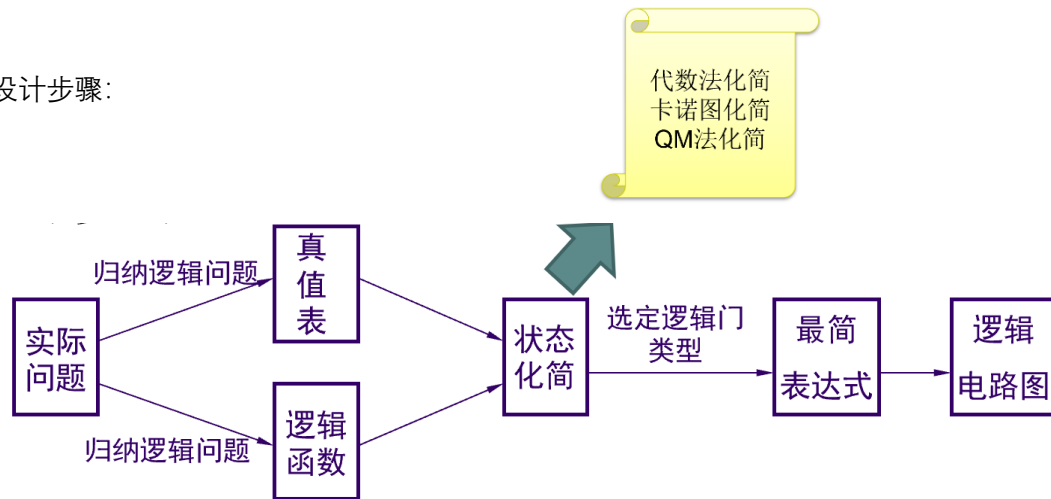 设计步骤：
代数法化简
卡诺图化简
QM法化简
归纳逻辑问题
真
值
表
实际
问题
状态
化简
选定逻辑门
类型
最简
表达式
逻辑
电路图
归纳逻辑问题
逻辑
函数